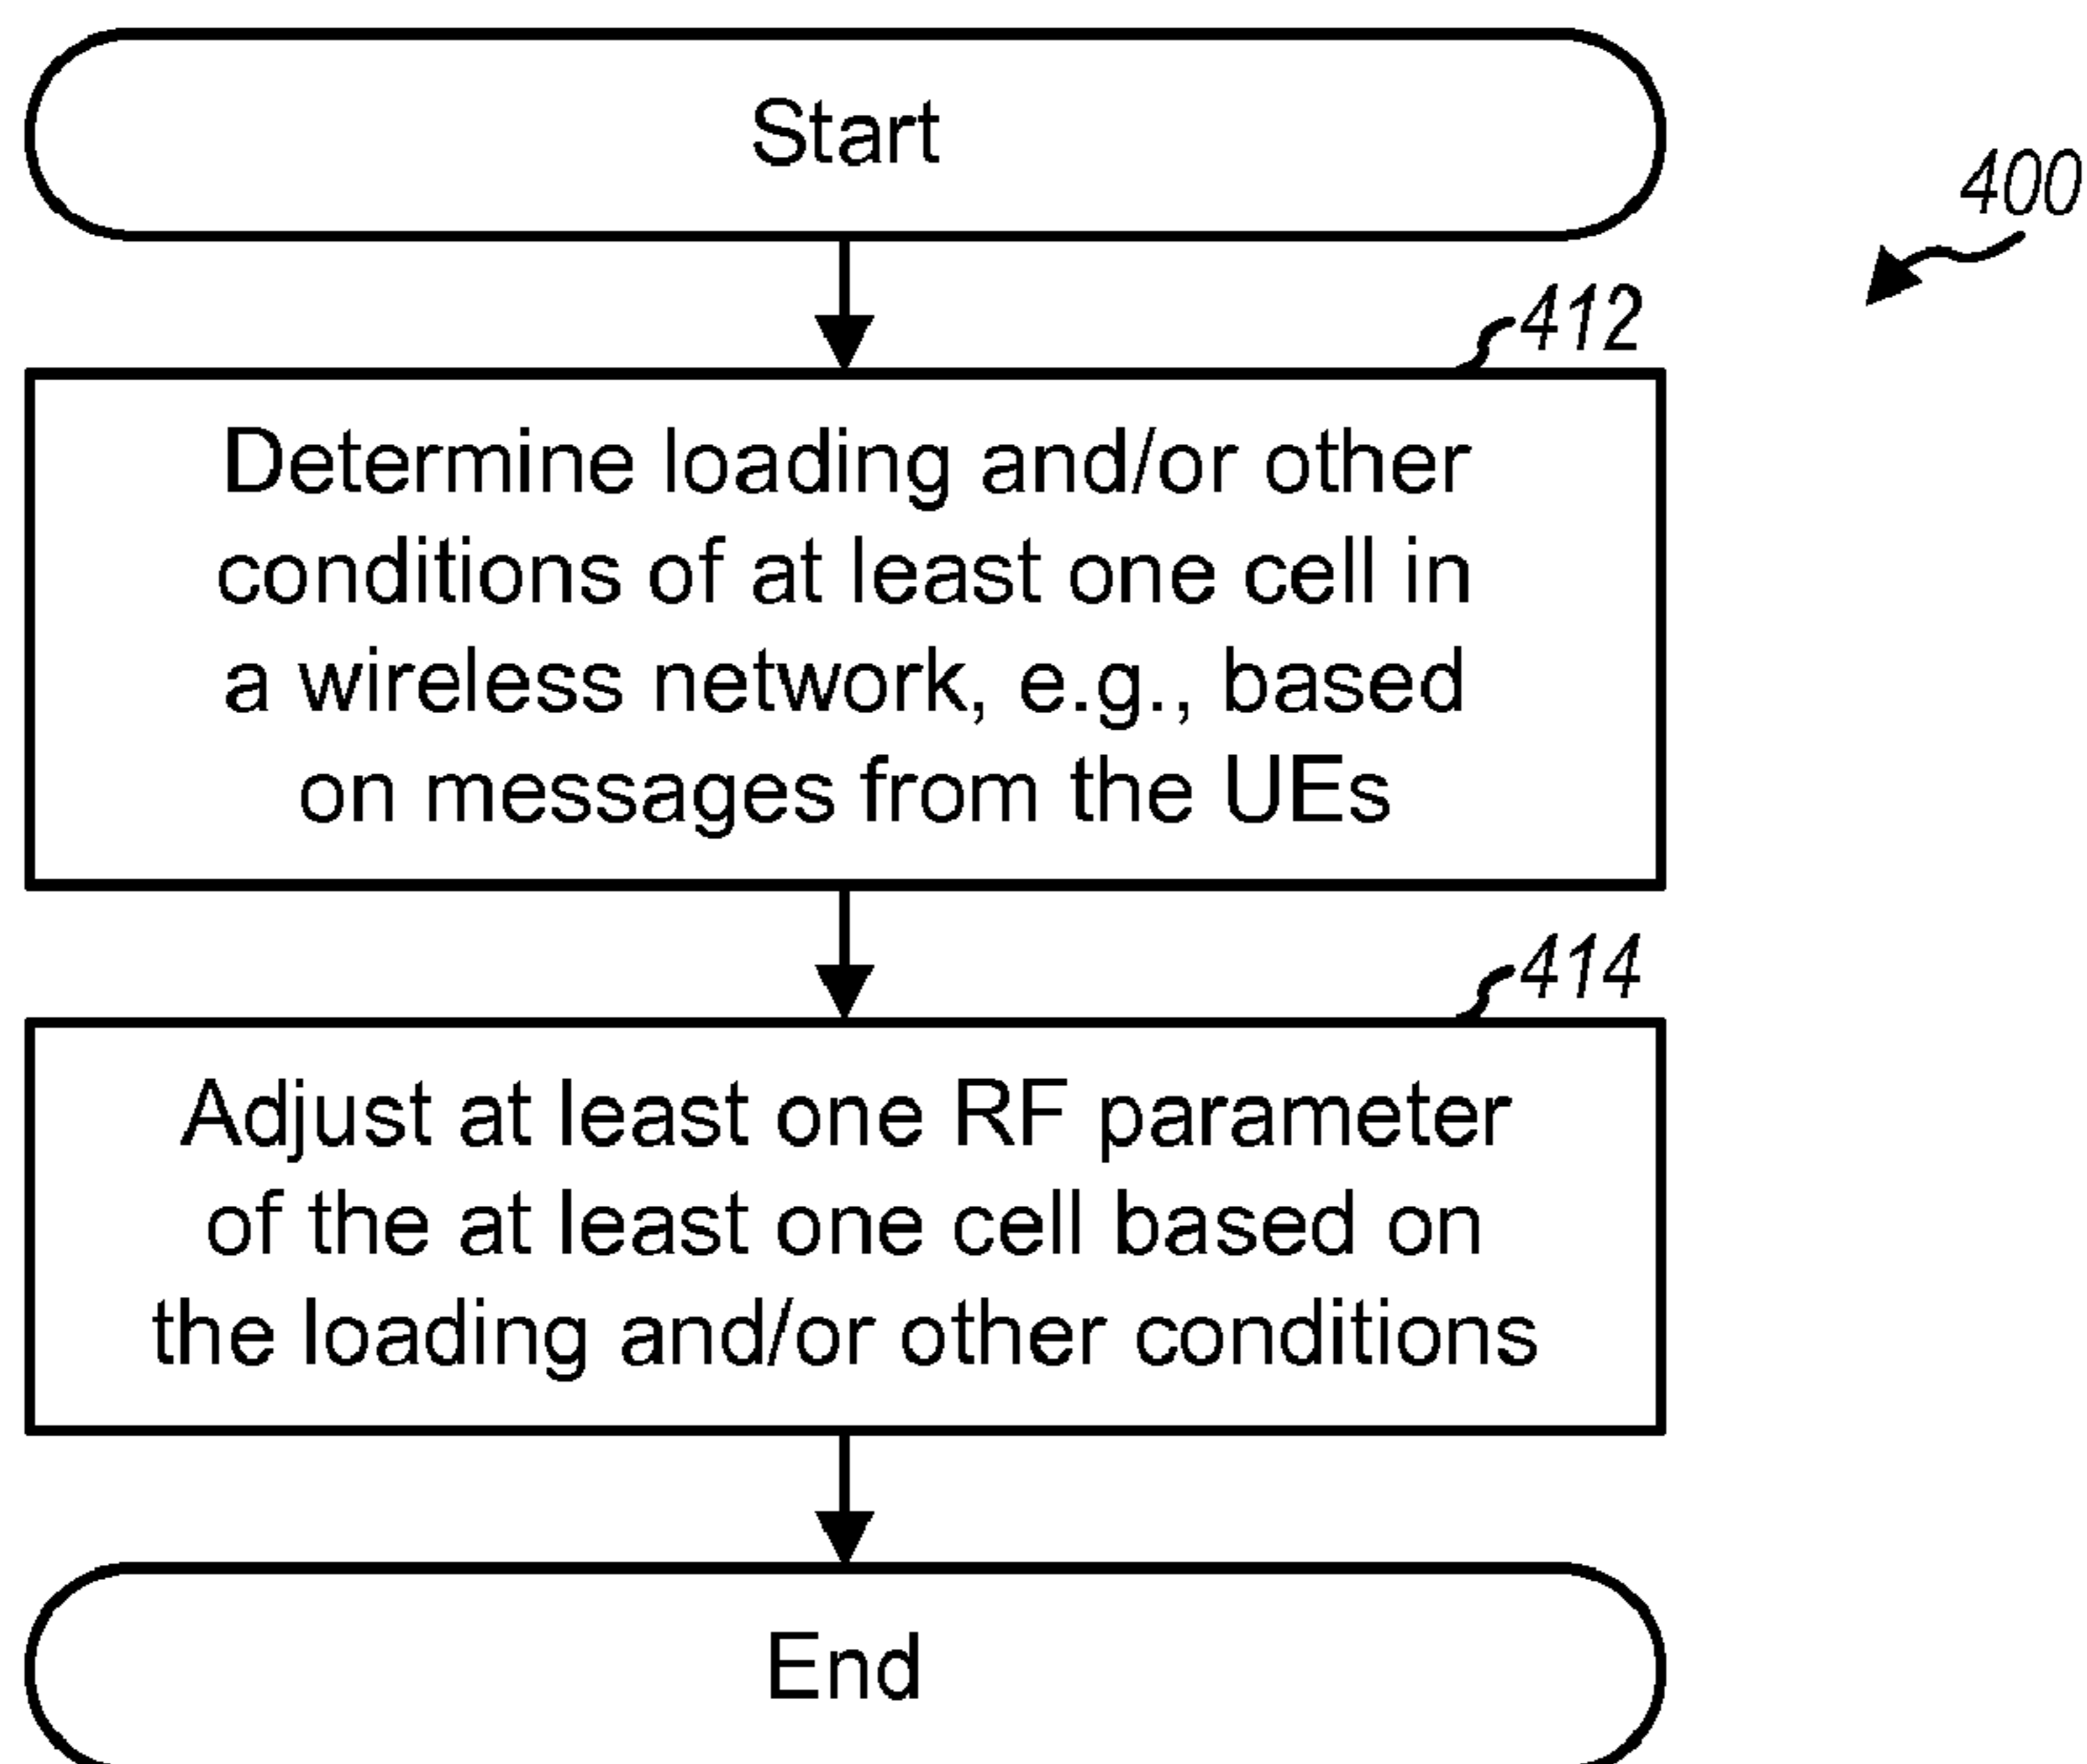 Start
400
412
Determine loading and/or other
conditions of at least one cell in
a wireless network, e.g., based
on messages from the UEs
414
Adjust at least one RF parameter
of the at least one cell based on
the loading and/or other conditions
End